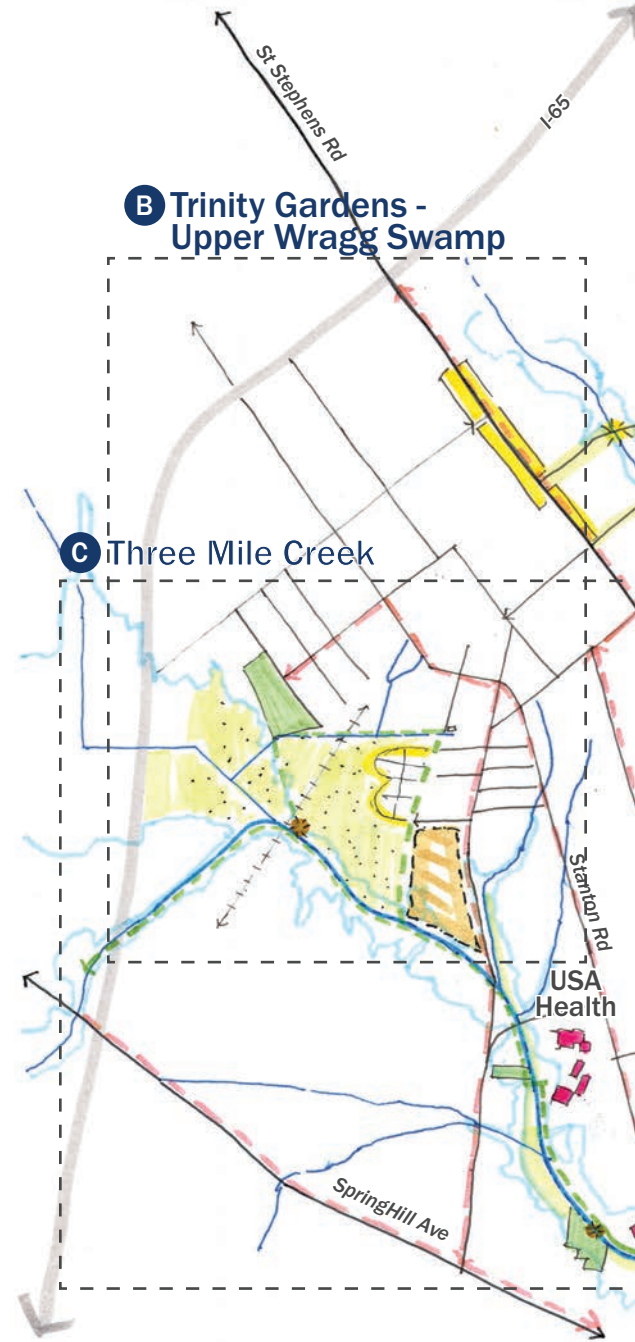 St Stephens Rd
I-65
B Trinity Gardens -
Upper Wragg Swamp
C Three Mile Creek
Stanton Rd
USA
Health
SpringHill Ave